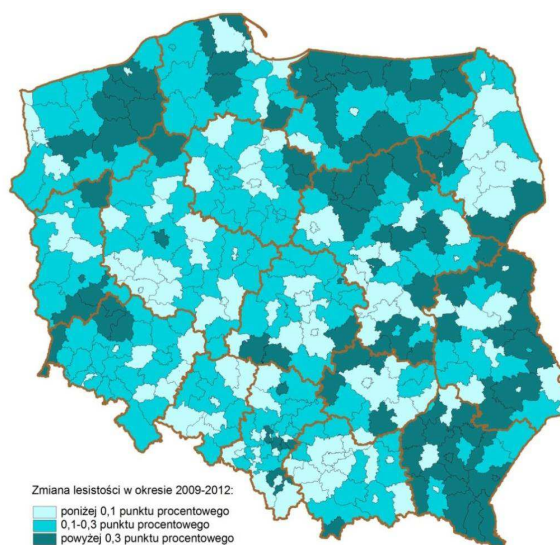 Zmiana lesistości w okresie 2009-2012:
poniżej 0,1 punktu procentowego
0,1-0,3 punktu procentowego
powyżej 0,3 punktu procentowego